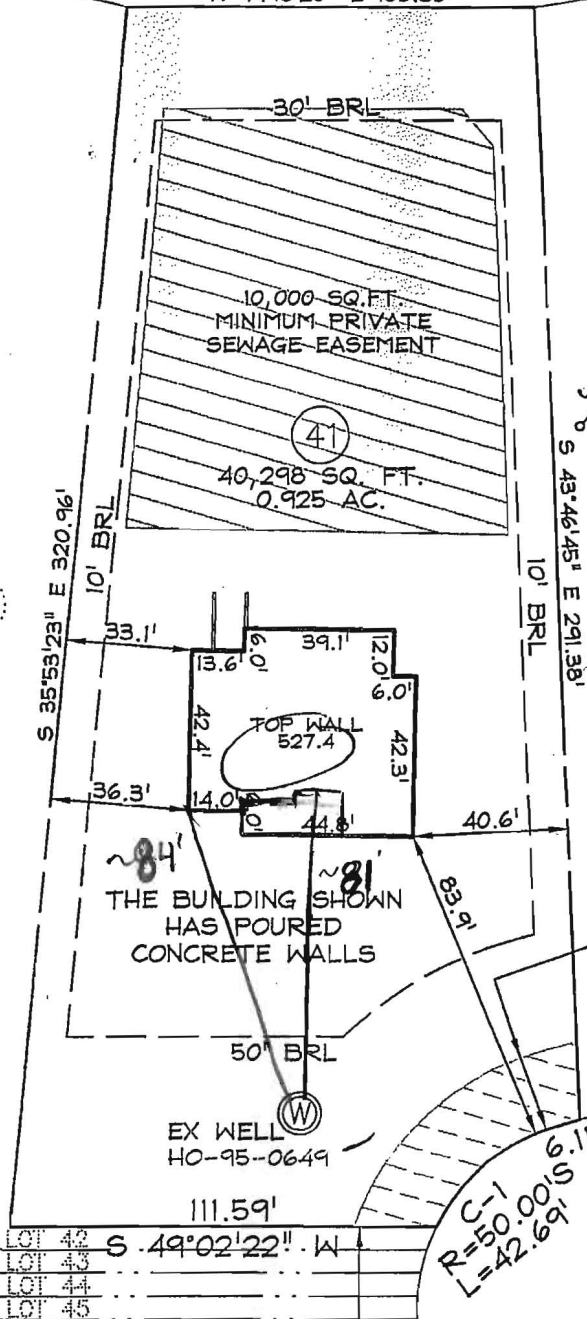 30' BRL
10,000 SQ.FT.
MINIMUM PRIVATE
SEWAGE EASEMENT
41
40,298 SQ. FT.
0.925 AC.
S 35°53'23" E 320.96'
10' BRL
10' BRL
S 43°46'45" E 291.38'
33.1'
13.6'
6.0'
39.1'
12.0'
6.0'
42.4'
TOP WALL
527.4
42.3'
36.3'
14.0'
44.8'
40.6'
~84'
~81'
83.9'
THE BUILDING SHOWN
HAS POURED
CONCRETE WALLS
50' BRL
W
EX WELL
HO-95-0649
111.59'
S 49°02'22" W
C-1
R=50.00'
L=42.69'
LOT 42
LOT 43
LOT 44
LOT 45